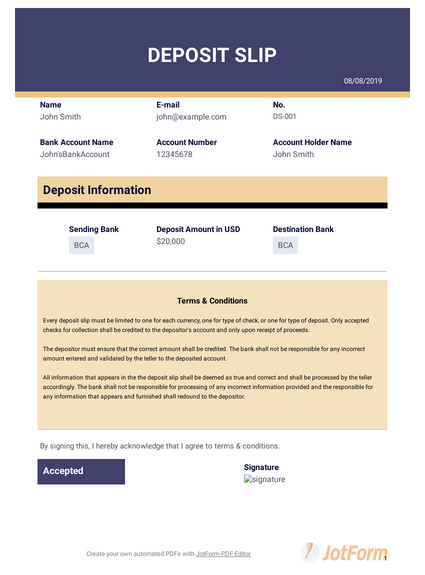 DEPOSIT SLIP
08/08/2019
Name E-mail No.
John Smith john@example.com DS-001
Bank Account Name Account Number Account Holder Name
John'sBankAccount 12345678 John Smith
Deposit Information
Sending Bank Deposit Amount in USD Destination Bank
BCA $20,000 BCA
Terms & Conditions
Every deposit slip must be limited to one for each currency, one for type of check, or one for type of deposit. Only accepted
checks for collection shall be credited to the depositor's account and only upon receipt of proceeds.
The depositor must ensure that the correct amount shall be credited. The bank shall not be responsible for any incorrect
amount entered and validated by the teller to the deposited account.
All information that appears in the the deposit slip shall be deemed as true and correct and shall be processed by the teller
accordingly. The bank shall not be responsible for processing of any incorrect information provided and the responsible for
any information that appears and furnished shall redound to the depositor.
By signing this, I hereby acknowledge that I agree to terms & conditions.
Accepted
Signature
signature
Create your own automated PDFs with JotForm PDF Editor
JotForm
1